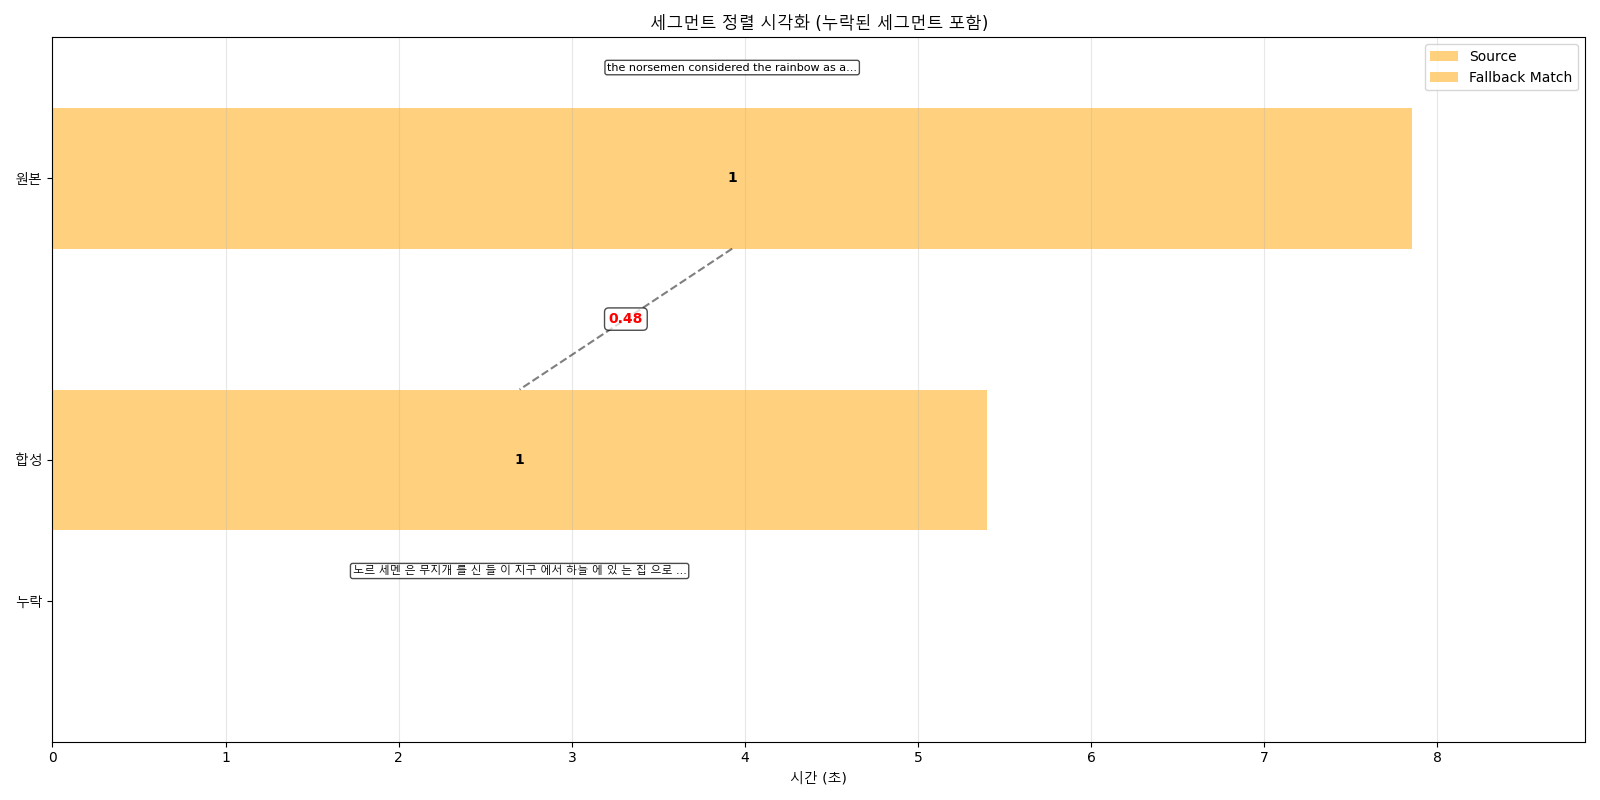 세그먼트 정렬 시각화 (누락된 세그먼트 포함)
Source
Fallback Match
the norsemen considered the rainbow as a...
원본
1
0.48
합성
1
노르 세멘 은 무지개 를 신 들 이 지구 에서 하늘 에 있 는 집 으로 ...
누락
0 1 2 3 4 5 6 7 8
시간 (초)